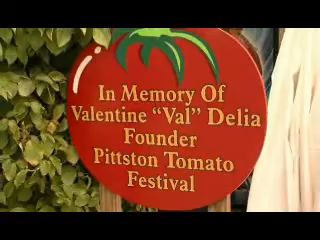 In Memory Of
Valentine "Val" Delia
Founder
Pittston Tomato
Festival